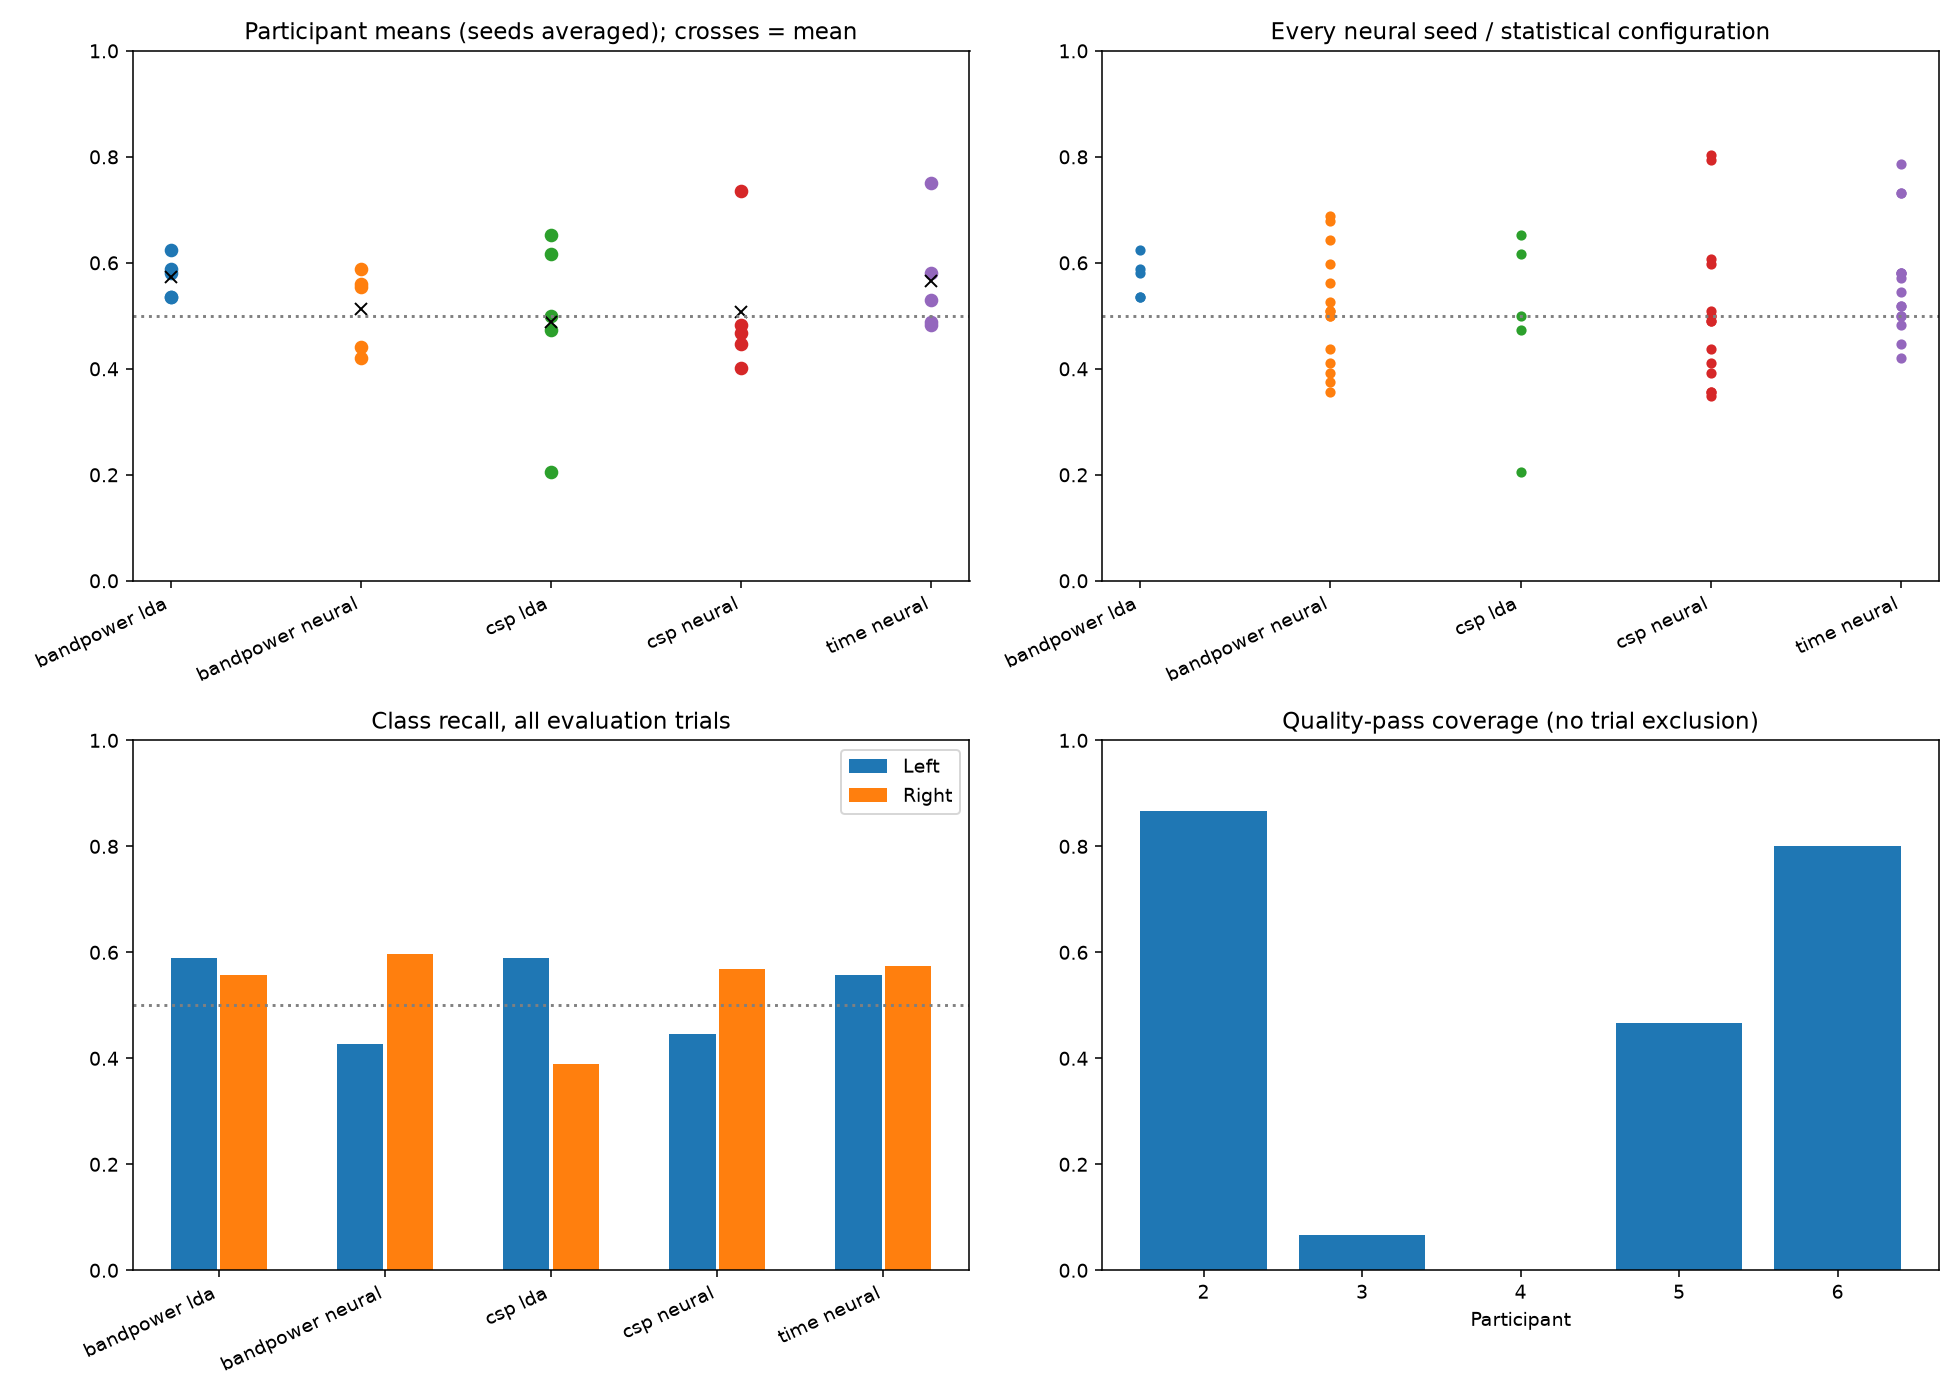 Participant means (seeds averaged); crosses = mean
1.0
0.8
0.6
0.4
0.2
0.0
bandpower lda
bandpower neural
csp lda
csp neural
time neural
Every neural seed / statistical configuration
1.0
0.8
0.6
0.4
0.2
0.0
bandpower lda
bandpower neural
csp lda
csp neural
time neural
Class recall, all evaluation trials
1.0
0.8
0.6
0.4
0.2
0.0
Left
Right
bandpower lda
bandpower neural
csp lda
csp neural
time neural
Quality-pass coverage (no trial exclusion)
1.0
0.8
0.6
0.4
0.2
0.0
2 3 4 5 6
Participant